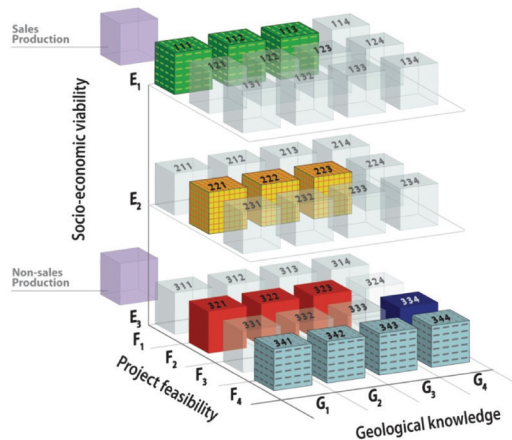 Sales
Production
Non-sales
Production
Socio-economic viability
E1
E2
E3
F1
F2
F3
F4
Project feasibility
G1
G2
G3
G4
Geological knowledge
111 112 113 114
121 122 123 124
131 132 133 134
211 212 213 214
221 222 223 224
231 232 233 234
311 312 313 314
321 322 323 324
331 332 333 334
341 342 343 344